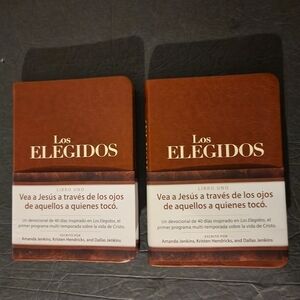 Los
ELEGIDOS
LIBRO UNO
Vea a Jesús a través de los ojos
de aquellos a quienes tocó.
Un devocional de 40 días inspirado en Los Elegidos, el
primer programa multi-temporada sobre la vida de Cristo.
ESCRITO POR
Amanda Jenkins, Kristen Hendricks, and Dallas Jenkins
Los
ELEGIDOS
LIBRO UNO
Vea a Jesús a través de los ojos
de aquellos a quienes tocó.
Un devocional de 40 días inspirado en Los Elegidos, el
primer programa multi-temporada sobre la vida de Cristo.
ESCRITO POR
Amanda Jenkins, Kristen Hendricks, and Dallas Jenkins